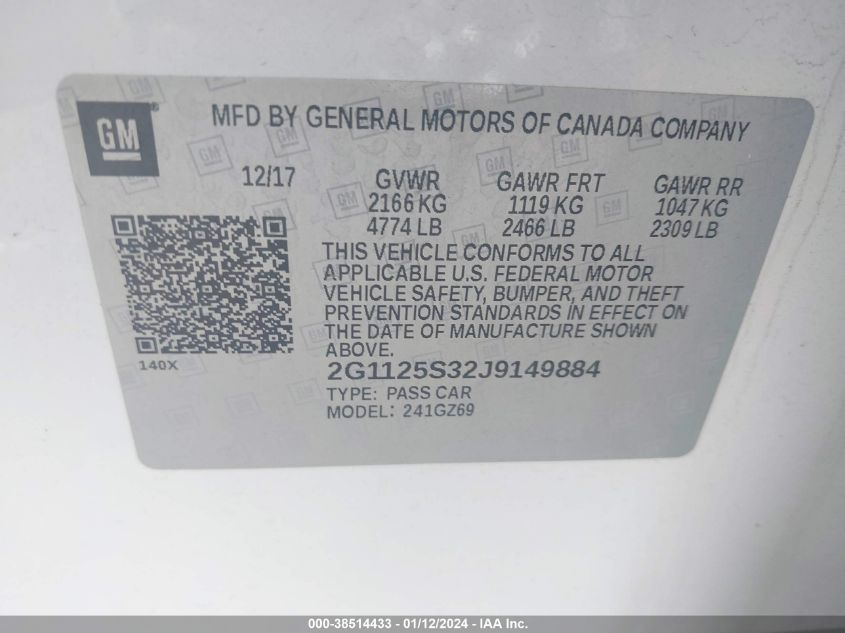 GM®
MFD BY GENERAL MOTORS OF CANADA COMPANY
12/17 GVWR GAWR FRT GAWR RR
2166 KG 1119 KG 1047 KG
4774 LB 2466 LB 2309 LB
THIS VEHICLE CONFORMS TO ALL
APPLICABLE U.S. FEDERAL MOTOR
VEHICLE SAFETY, BUMPER, AND THEFT
PREVENTION STANDARDS IN EFFECT ON
THE DATE OF MANUFACTURE SHOWN
ABOVE.
140X
2G1125S32J9149884
TYPE: PASS CAR
MODEL: 241GZ69
000-38514433 - 01/12/2024 - IAA Inc.